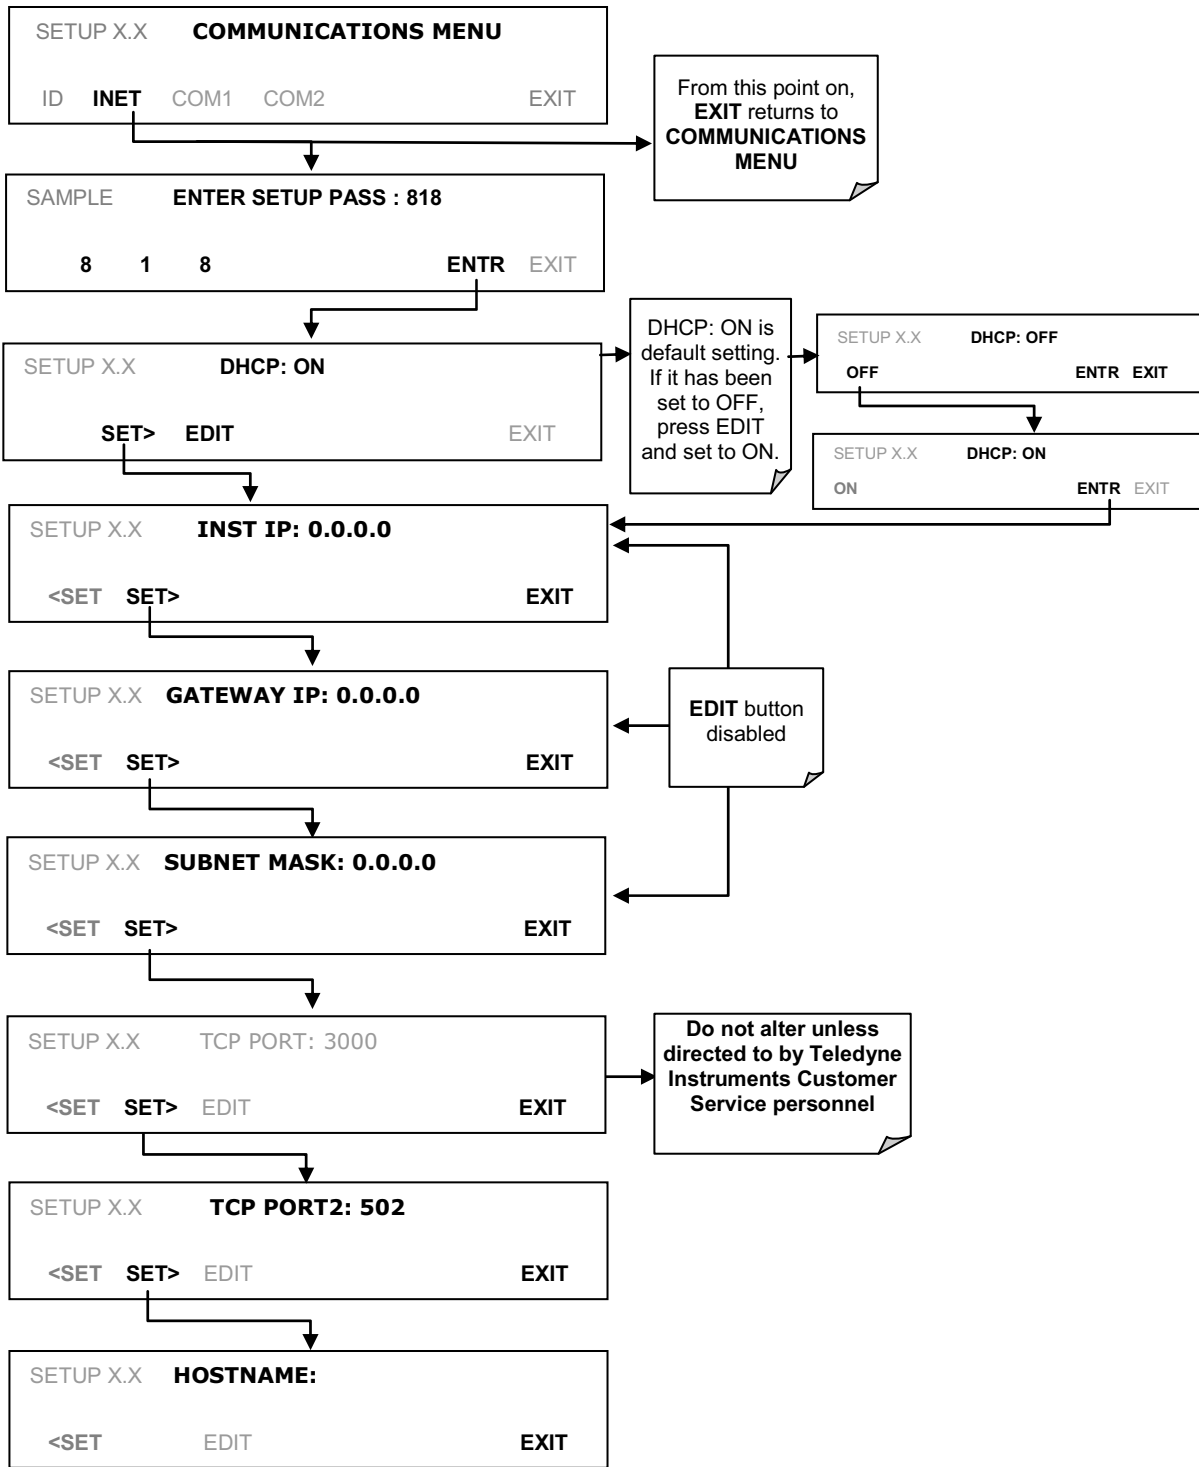 SETUP X.X COMMUNICATIONS MENU
ID INET COM1 COM2 EXIT
From this point on,
EXIT returns to
COMMUNICATIONS
MENU
SAMPLE ENTER SETUP PASS : 818
8 1 8 ENTR EXIT
SETUP X.X DHCP: ON
SET> EDIT EXIT
DHCP: ON is
default setting.
If it has been
set to OFF,
press EDIT
and set to ON.
SETUP X.X DHCP: OFF
OFF ENTR EXIT
SETUP X.X DHCP: ON
ON ENTR EXIT
SETUP X.X INST IP: 0.0.0.0
<SET SET> EXIT
SETUP X.X GATEWAY IP: 0.0.0.0
<SET SET> EXIT
EDIT button
disabled
SETUP X.X SUBNET MASK: 0.0.0.0
<SET SET> EXIT
SETUP X.X TCP PORT: 3000
<SET SET> EDIT EXIT
Do not alter unless
directed to by Teledyne
Instruments Customer
Service personnel
SETUP X.X TCP PORT2: 502
<SET SET> EDIT EXIT
SETUP X.X HOSTNAME:
<SET EDIT EXIT